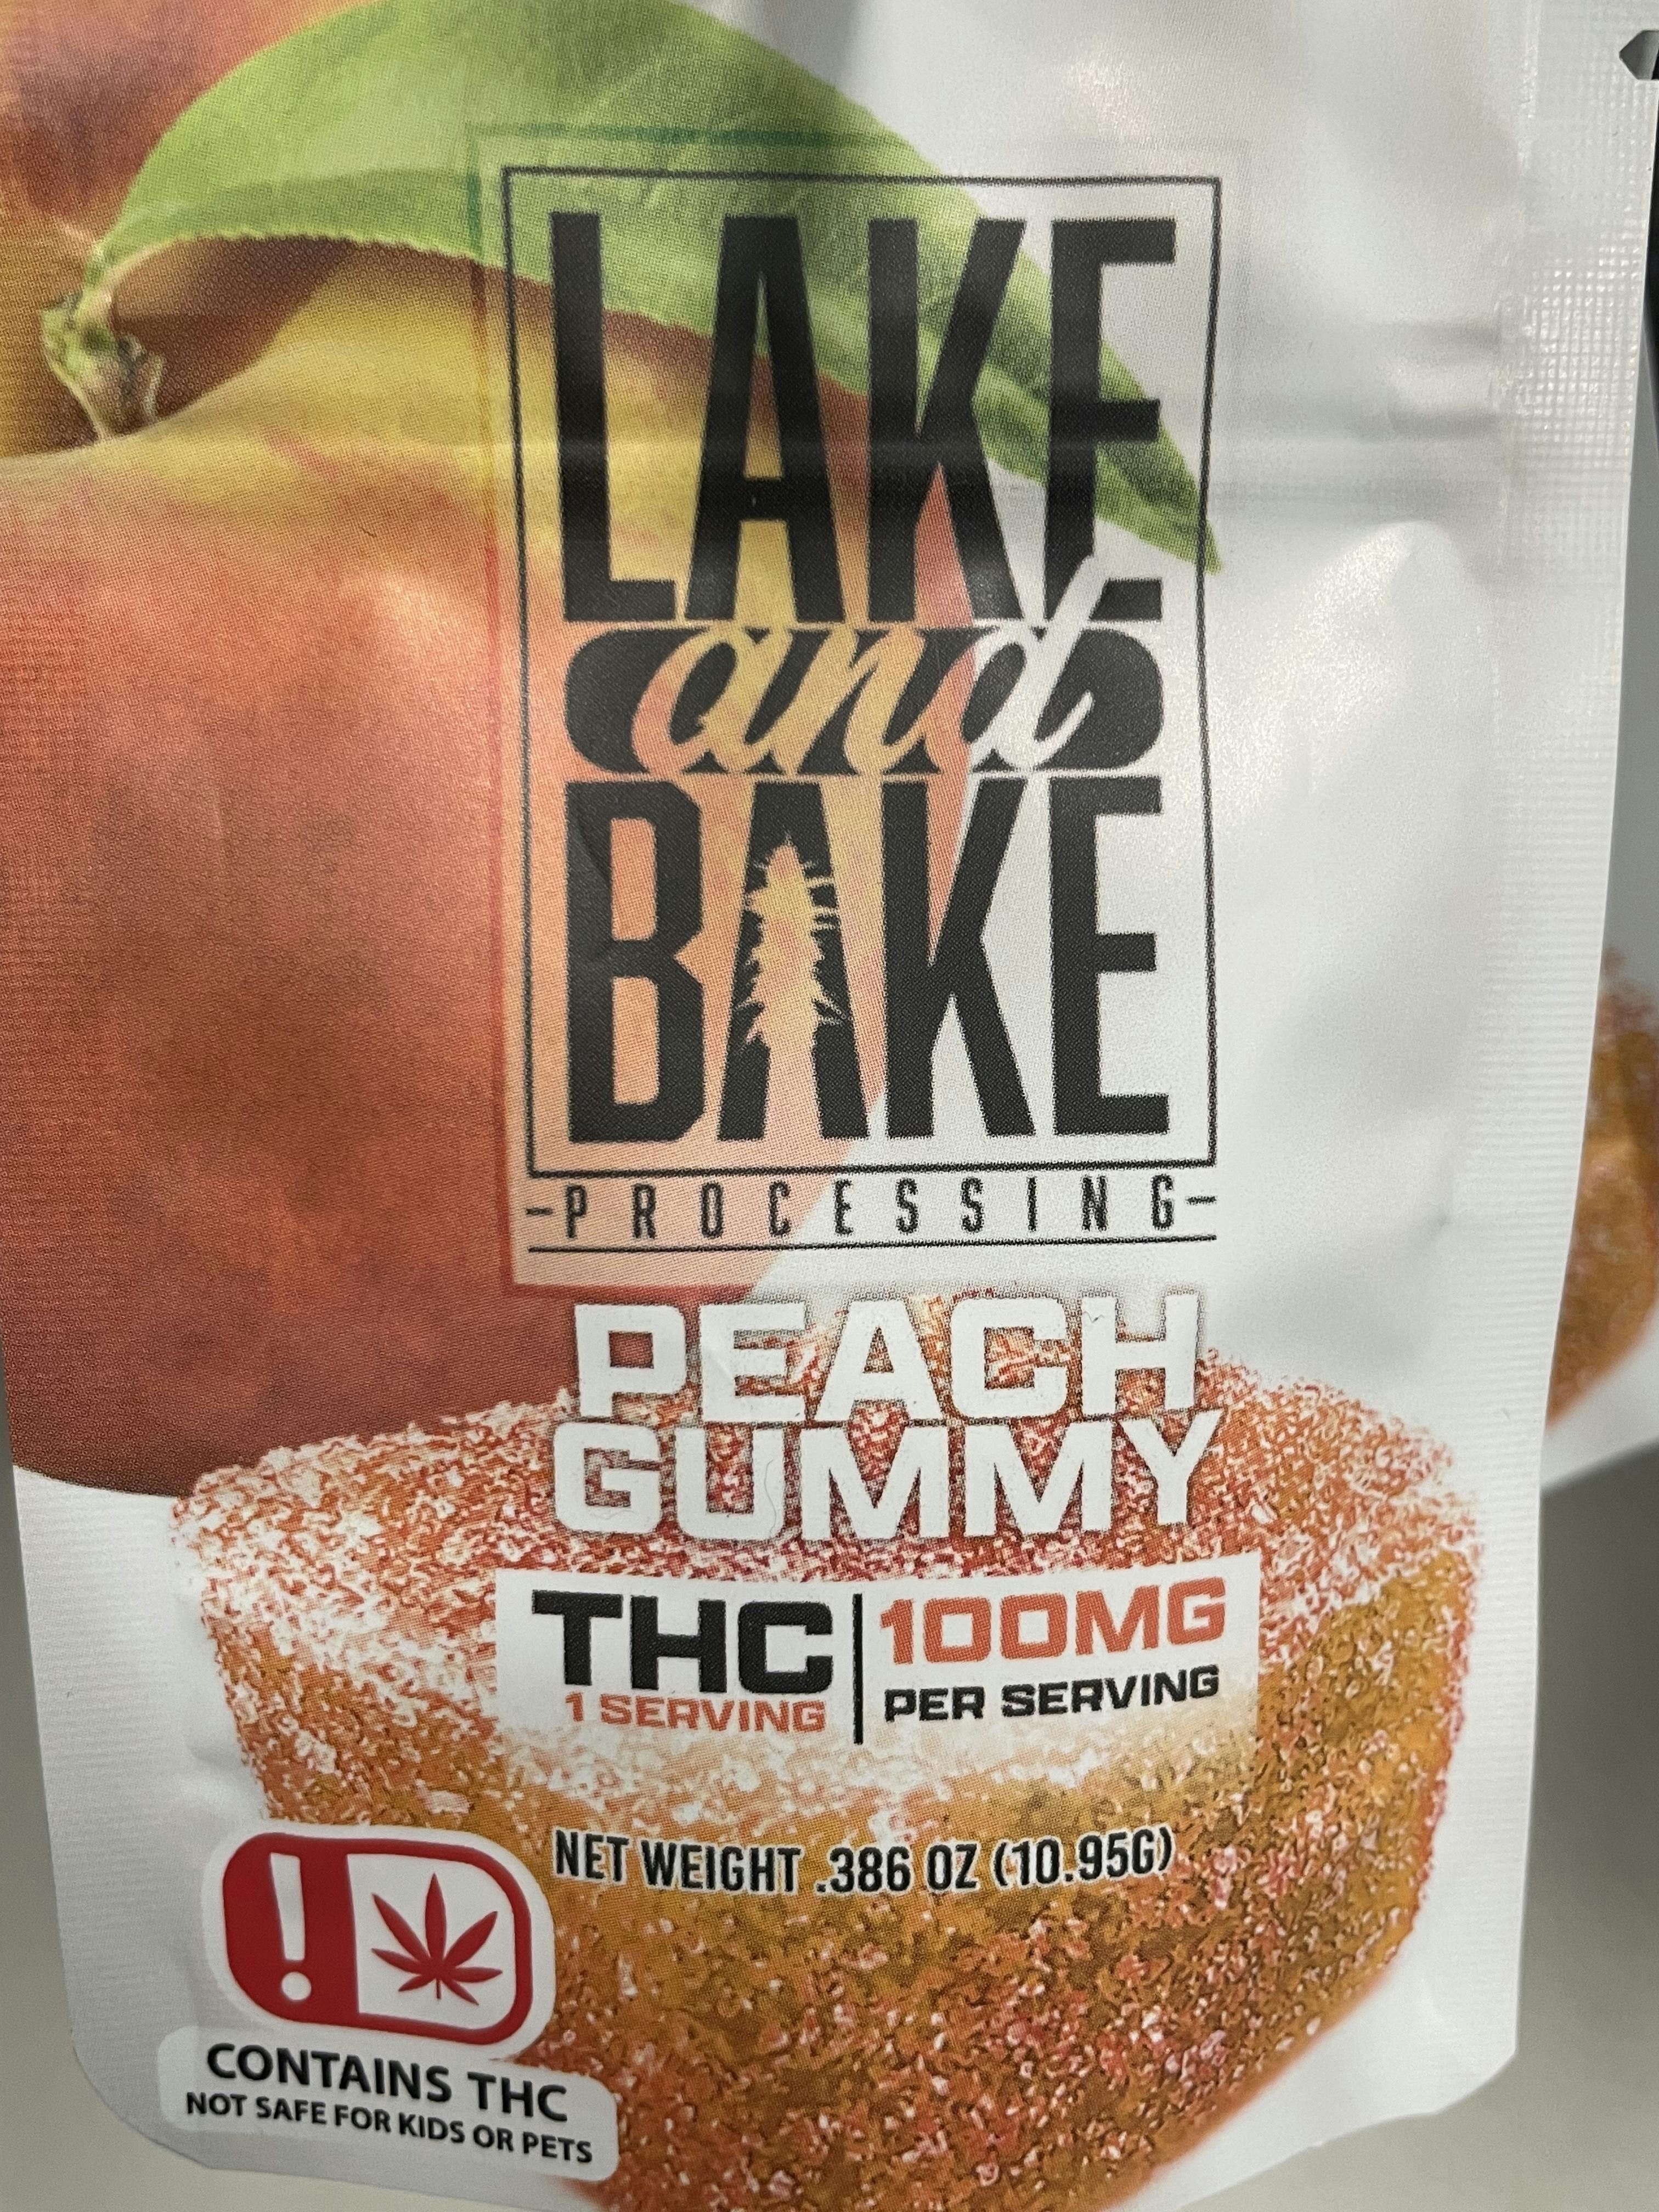 LAKE
and
BAKE
-PROCESSING-
PEACH
GUMMY
THC
1 SERVING
100MG
PER SERVING
NET WEIGHT .386 OZ (10.95G)
!
CONTAINS THC
NOT SAFE FOR KIDS OR PETS